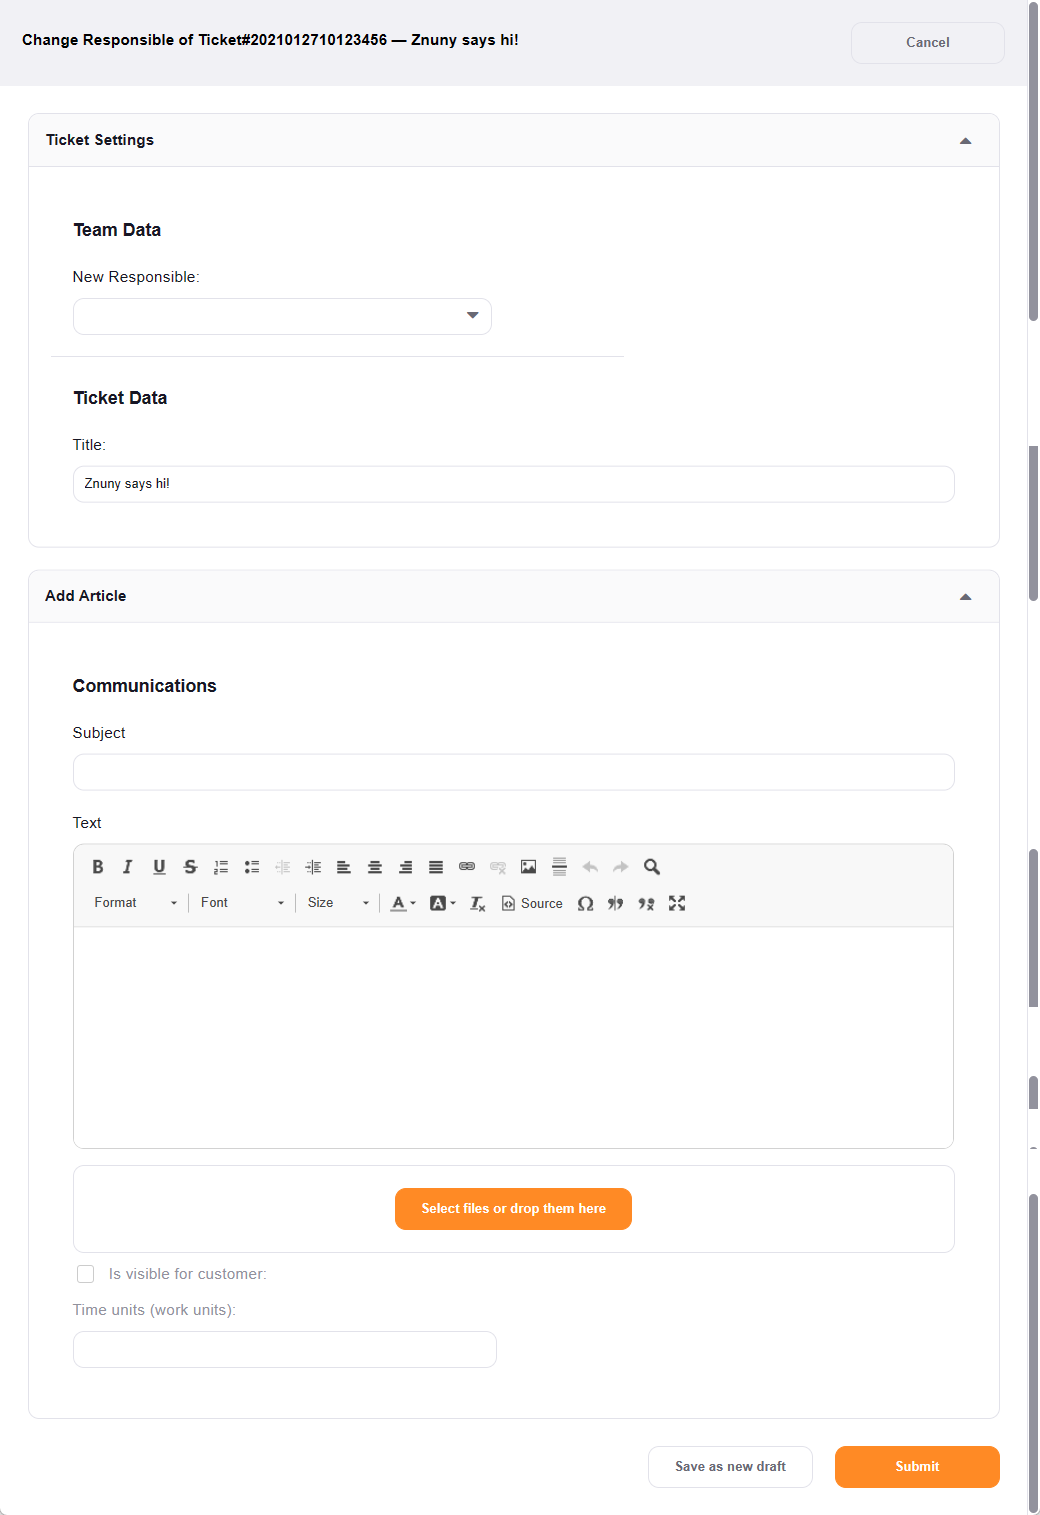 Change Responsible of Ticket#2021012710123456 — Znuny says hi!
Cancel
Ticket Settings
Team Data
New Responsible:
Ticket Data
Title:
Znuny says hi!
Add Article
Communications
Subject
Text
Format Font Size Source
Select files or drop them here
Is visible for customer:
Time units (work units):
Save as new draft
Submit